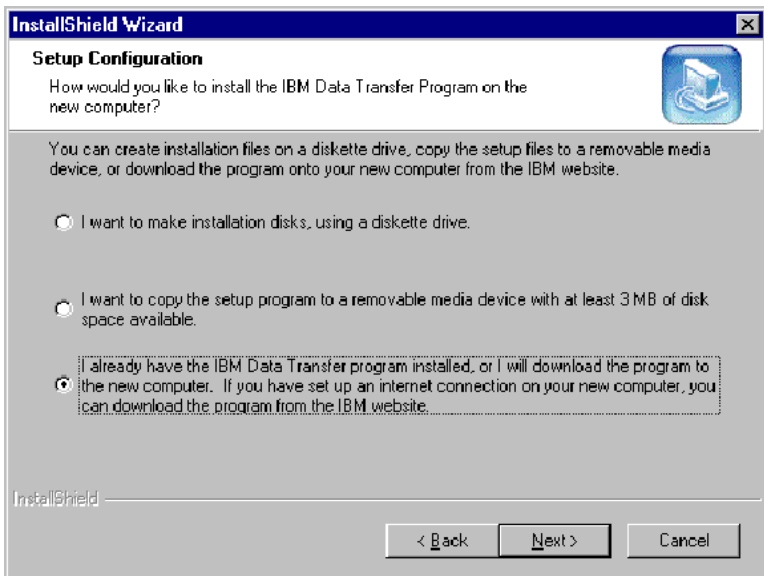 InstallShield Wizard
Setup Configuration
How would you like to install the IBM Data Transfer Program on the
new computer?
You can create installation files on a diskette drive, copy the setup files to a removable media
device, or download the program onto your new computer from the IBM website.
I want to make installation disks, using a diskette drive.
I want to copy the setup program to a removable media device with at least 3 MB of disk
space available.
I already have the IBM Data Transfer program installed, or I will download the program to
the new computer.  If you have set up an internet connection on your new computer, you
can download the program from the IBM website.
InstallShield
< Back
Next >
Cancel